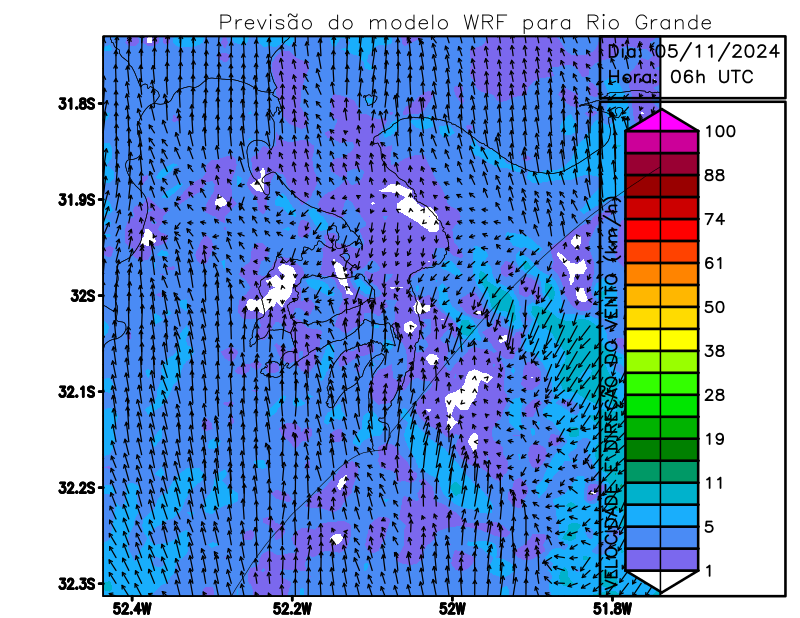 Previsão do modelo WRF para Rio Grande
Dia: 05/11/2024
Hora: 06h UTC
31.8S
31.9S
32S
32.1S
32.2S
32.3S
52.4W
52.2W
52W
51.8W
VELOCIDADE E DIREÇÃO DO VENTO (km/h)
100
88
74
61
50
38
28
19
11
5
1